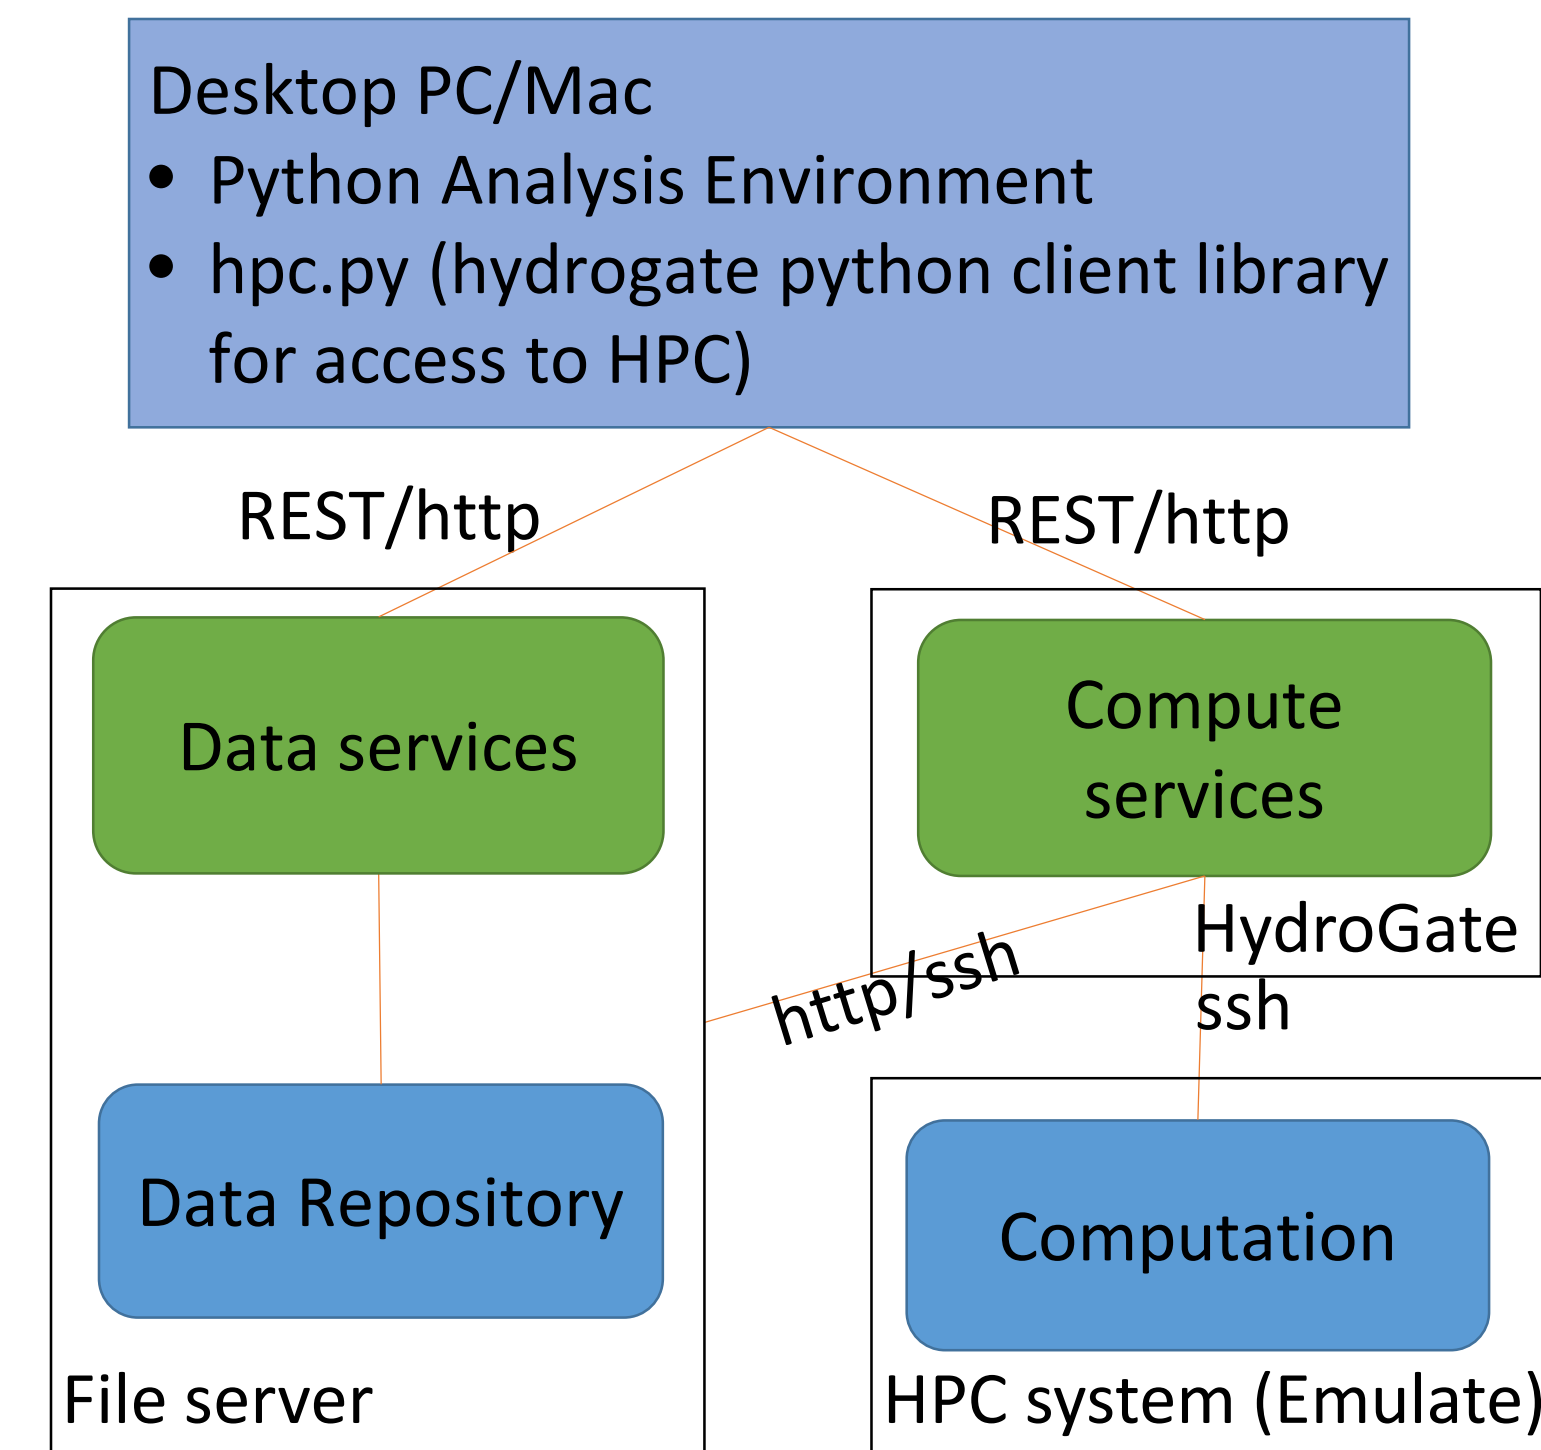 Desktop PC/Mac
• Python Analysis Environment
• hpc.py (hydrogate python client library
for access to HPC)
REST/http
REST/http
Data services
Compute
services
HydroGate
http/ssh
ssh
Data Repository
Computation
File server
HPC system (Emulate)